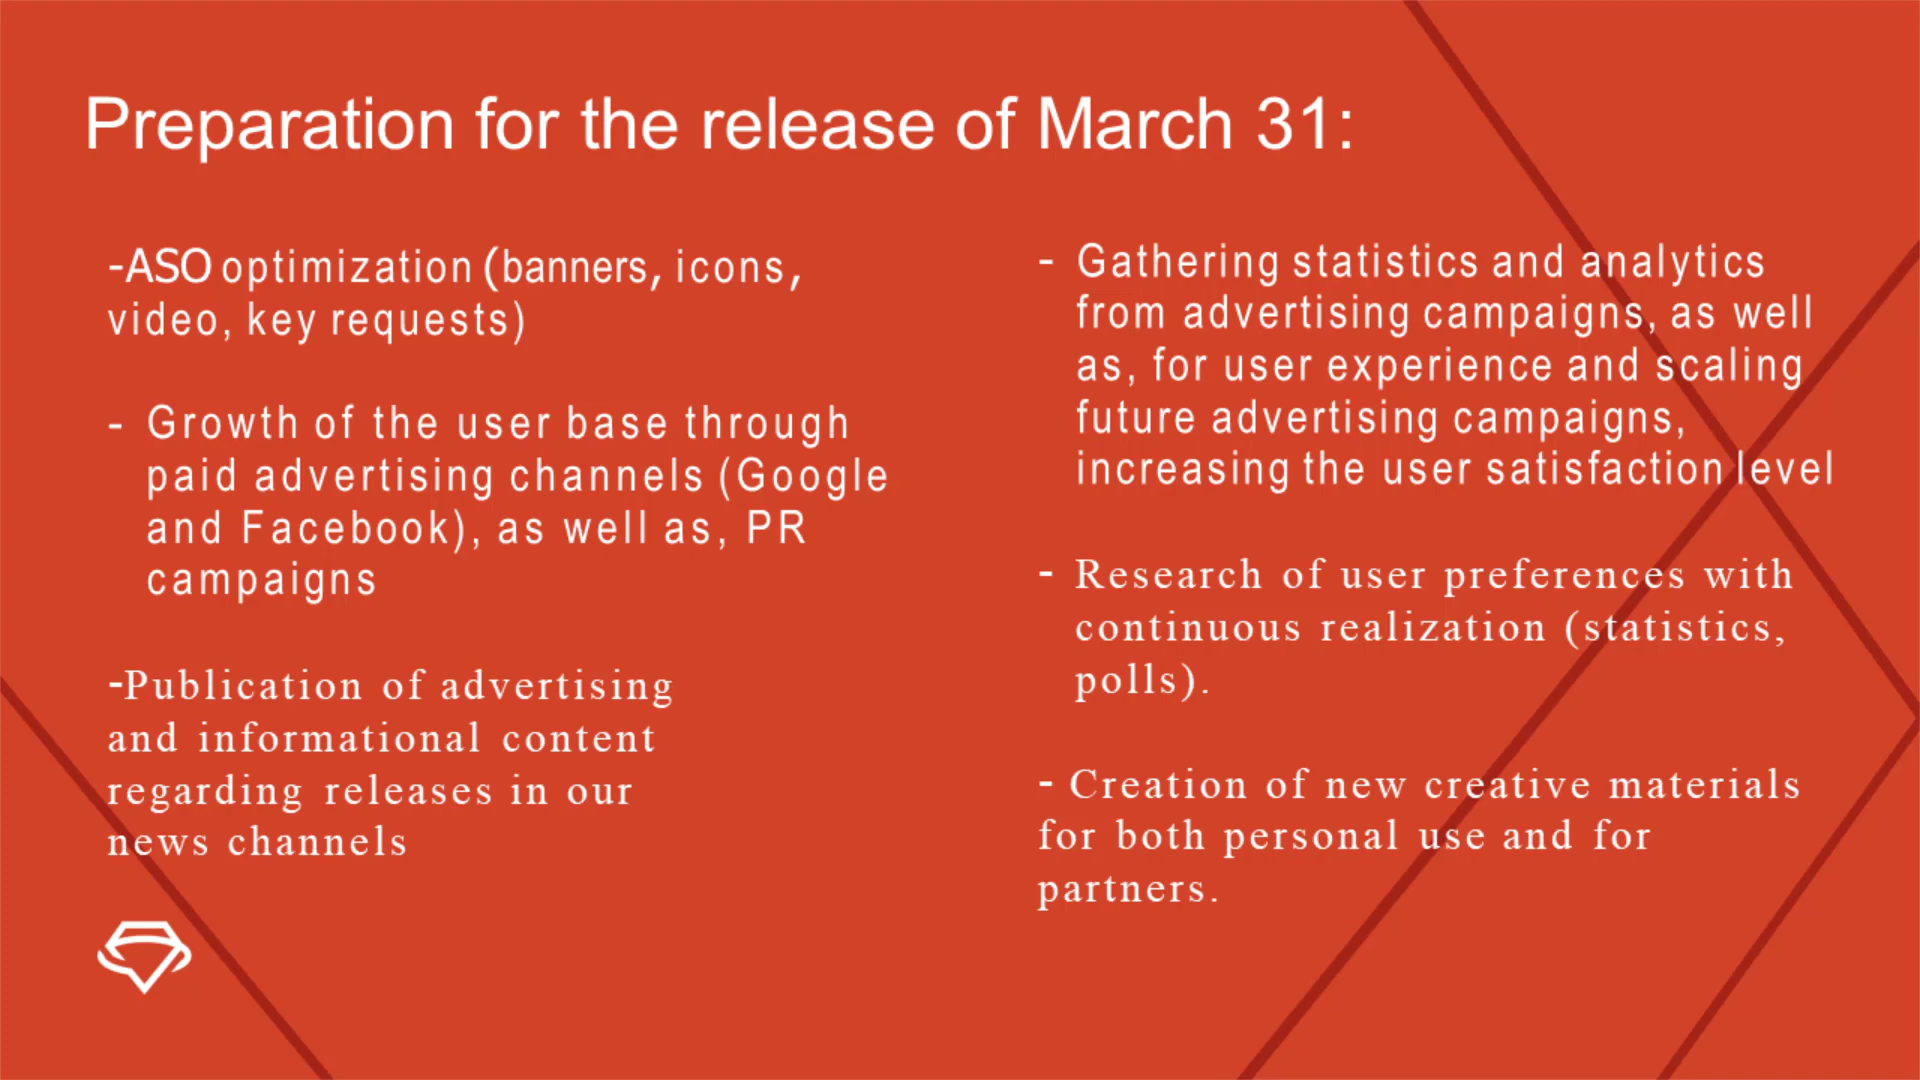 Preparation for the release of March 31:
-ASO optimization (banners, icons,
video, key requests)
- Growth of the user base through
paid advertising channels (Google
and Facebook), as well as, PR
campaigns
-Publication of advertising
and informational content
regarding releases in our
news channels
- Gathering statistics and analytics
from advertising campaigns, as well
as, for user experience and scaling
future advertising campaigns,
increasing the user satisfaction level
- Research of user preferences with
continuous realization (statistics,
polls).
- Creation of new creative materials
for both personal use and for
partners.